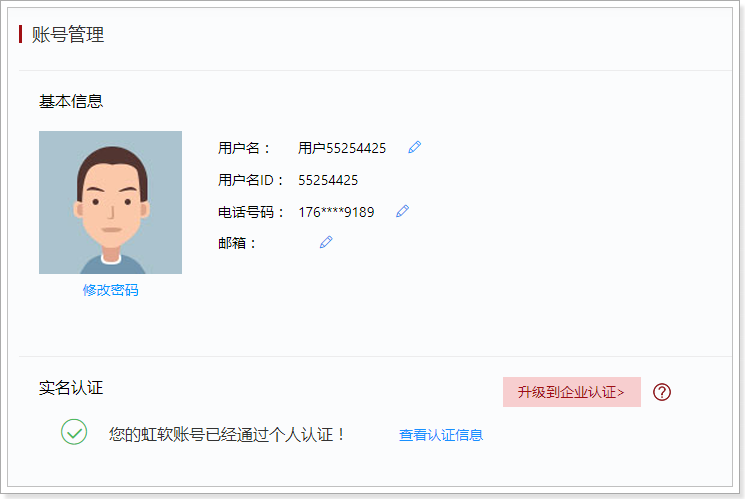 账号管理
基本信息
用户名： 用户55254425
用户名ID： 55254425
电话号码： 176****9189
邮箱：
修改密码
实名认证
升级到企业认证>
您的虹软账号已经通过个人认证！ 查看认证信息